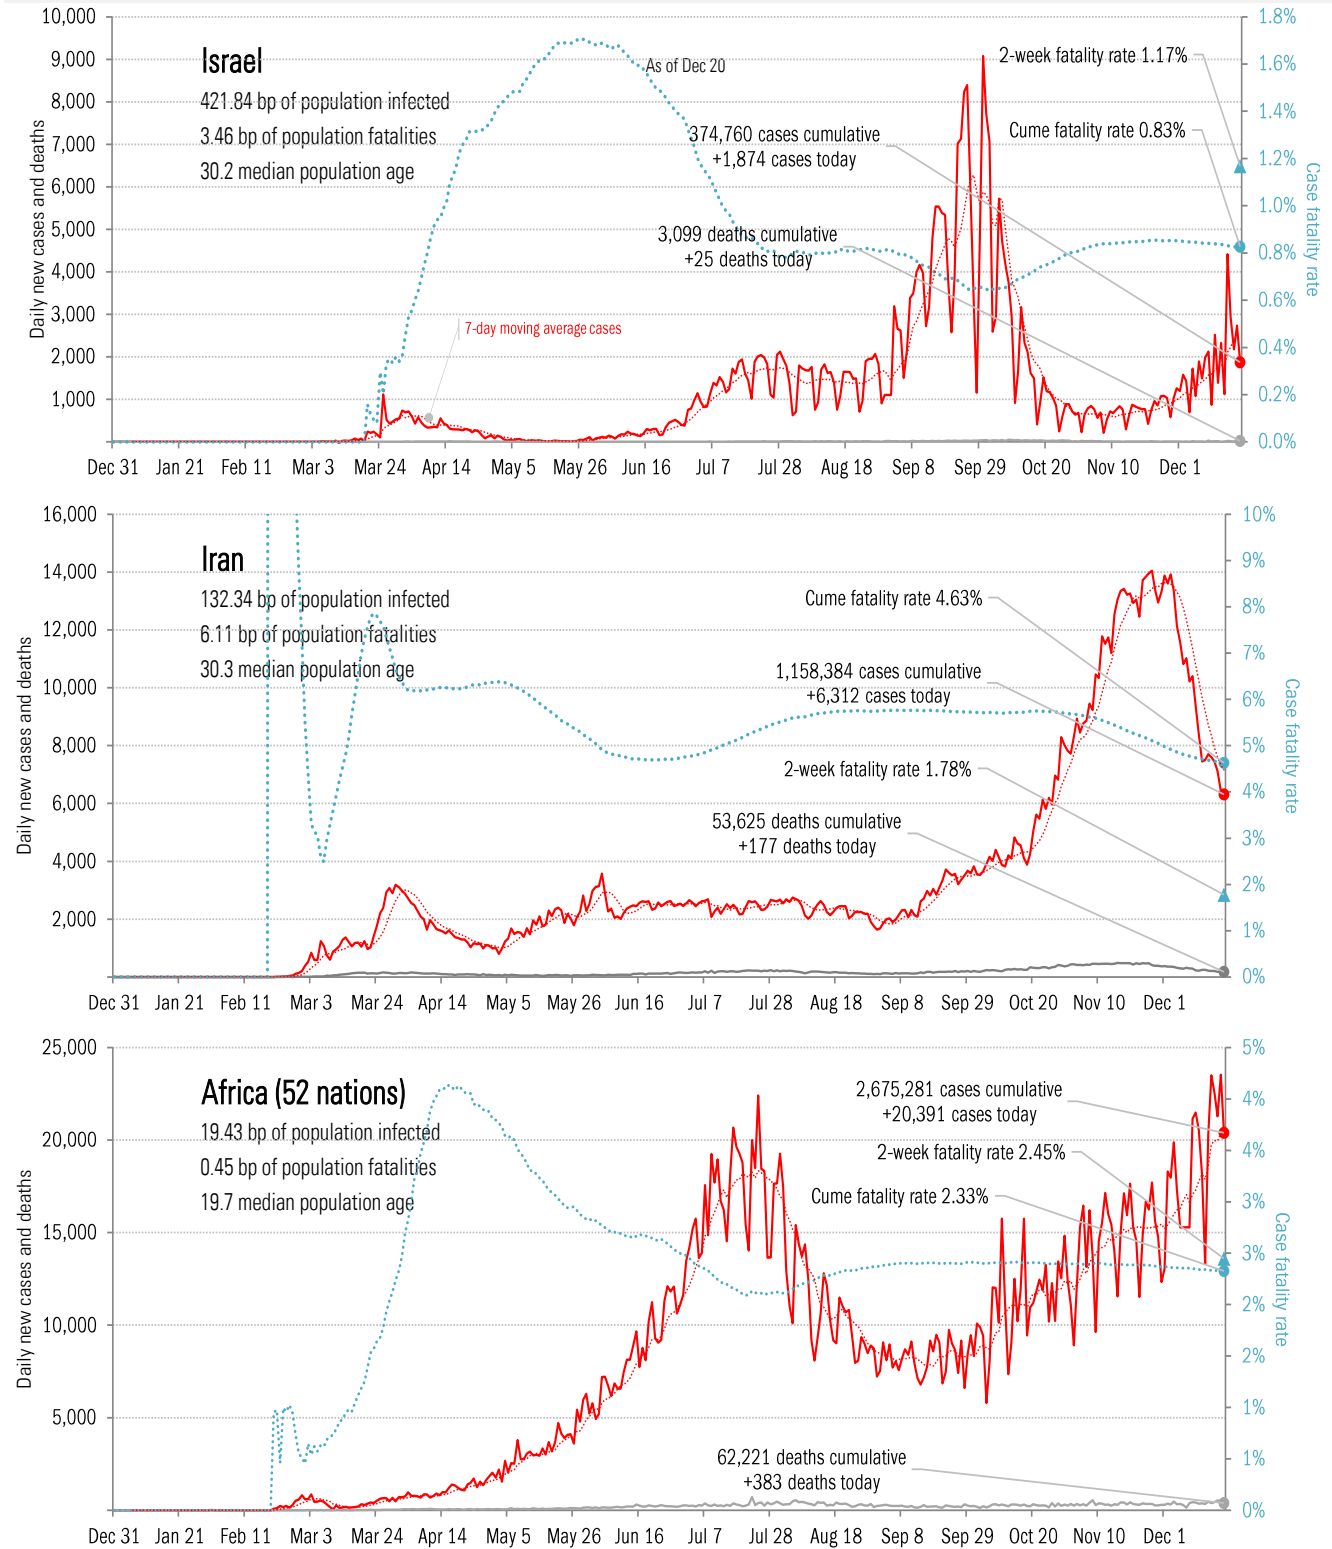 10,000
9,000
8,000
7,000
6,000
5,000
4,000
3,000
2,000
1,000
Daily new cases and deaths
Israel
421.84 bp of population infected
3.46 bp of population fatalities
30.2 median population age
As of Dec 20
2-week fatality rate 1.17%
Cume fatality rate 0.83%
374,760 cases cumulative
+1,874 cases today
3,099 deaths cumulative
+25 deaths today
7-day moving average cases
1.8%
1.6%
1.4%
1.2%
1.0%
0.8%
0.6%
0.4%
0.2%
0.0%
Case fatality rate
Dec 31 Jan 21 Feb 11 Mar 3 Mar 24 Apr 14 May 5 May 26 Jun 16 Jul 7 Jul 28 Aug 18 Sep 8 Sep 29 Oct 20 Nov 10 Dec 1
16,000
14,000
12,000
10,000
8,000
6,000
4,000
2,000
Daily new cases and deaths
Iran
132.34 bp of population infected
6.11 bp of population fatalities
30.3 median population age
Cume fatality rate 4.63%
1,158,384 cases cumulative
+6,312 cases today
2-week fatality rate 1.78%
53,625 deaths cumulative
+177 deaths today
10%
9%
8%
7%
6%
5%
4%
3%
2%
1%
0%
Case fatality rate
Dec 31 Jan 21 Feb 11 Mar 3 Mar 24 Apr 14 May 5 May 26 Jun 16 Jul 7 Jul 28 Aug 18 Sep 8 Sep 29 Oct 20 Nov 10 Dec 1
25,000
20,000
15,000
10,000
5,000
Daily new cases and deaths
Africa (52 nations)
19.43 bp of population infected
0.45 bp of population fatalities
19.7 median population age
2,675,281 cases cumulative
+20,391 cases today
2-week fatality rate 2.45%
Cume fatality rate 2.33%
62,221 deaths cumulative
+383 deaths today
5%
4%
4%
3%
3%
2%
2%
1%
1%
0%
Case fatality rate
Dec 31 Jan 21 Feb 11 Mar 3 Mar 24 Apr 14 May 5 May 26 Jun 16 Jul 7 Jul 28 Aug 18 Sep 8 Sep 29 Oct 20 Nov 10 Dec 1